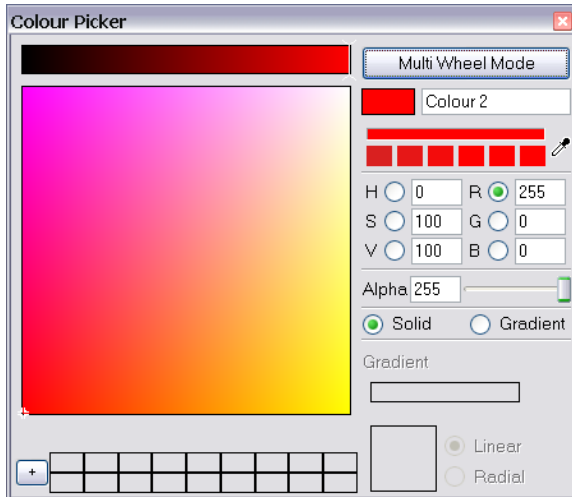 Colour Picker
Multi Wheel Mode
Colour 2
H 0 R 255
S 100 G 0
V 100 B 0
Alpha 255
Solid Gradient
Gradient
+
Linear
Radial